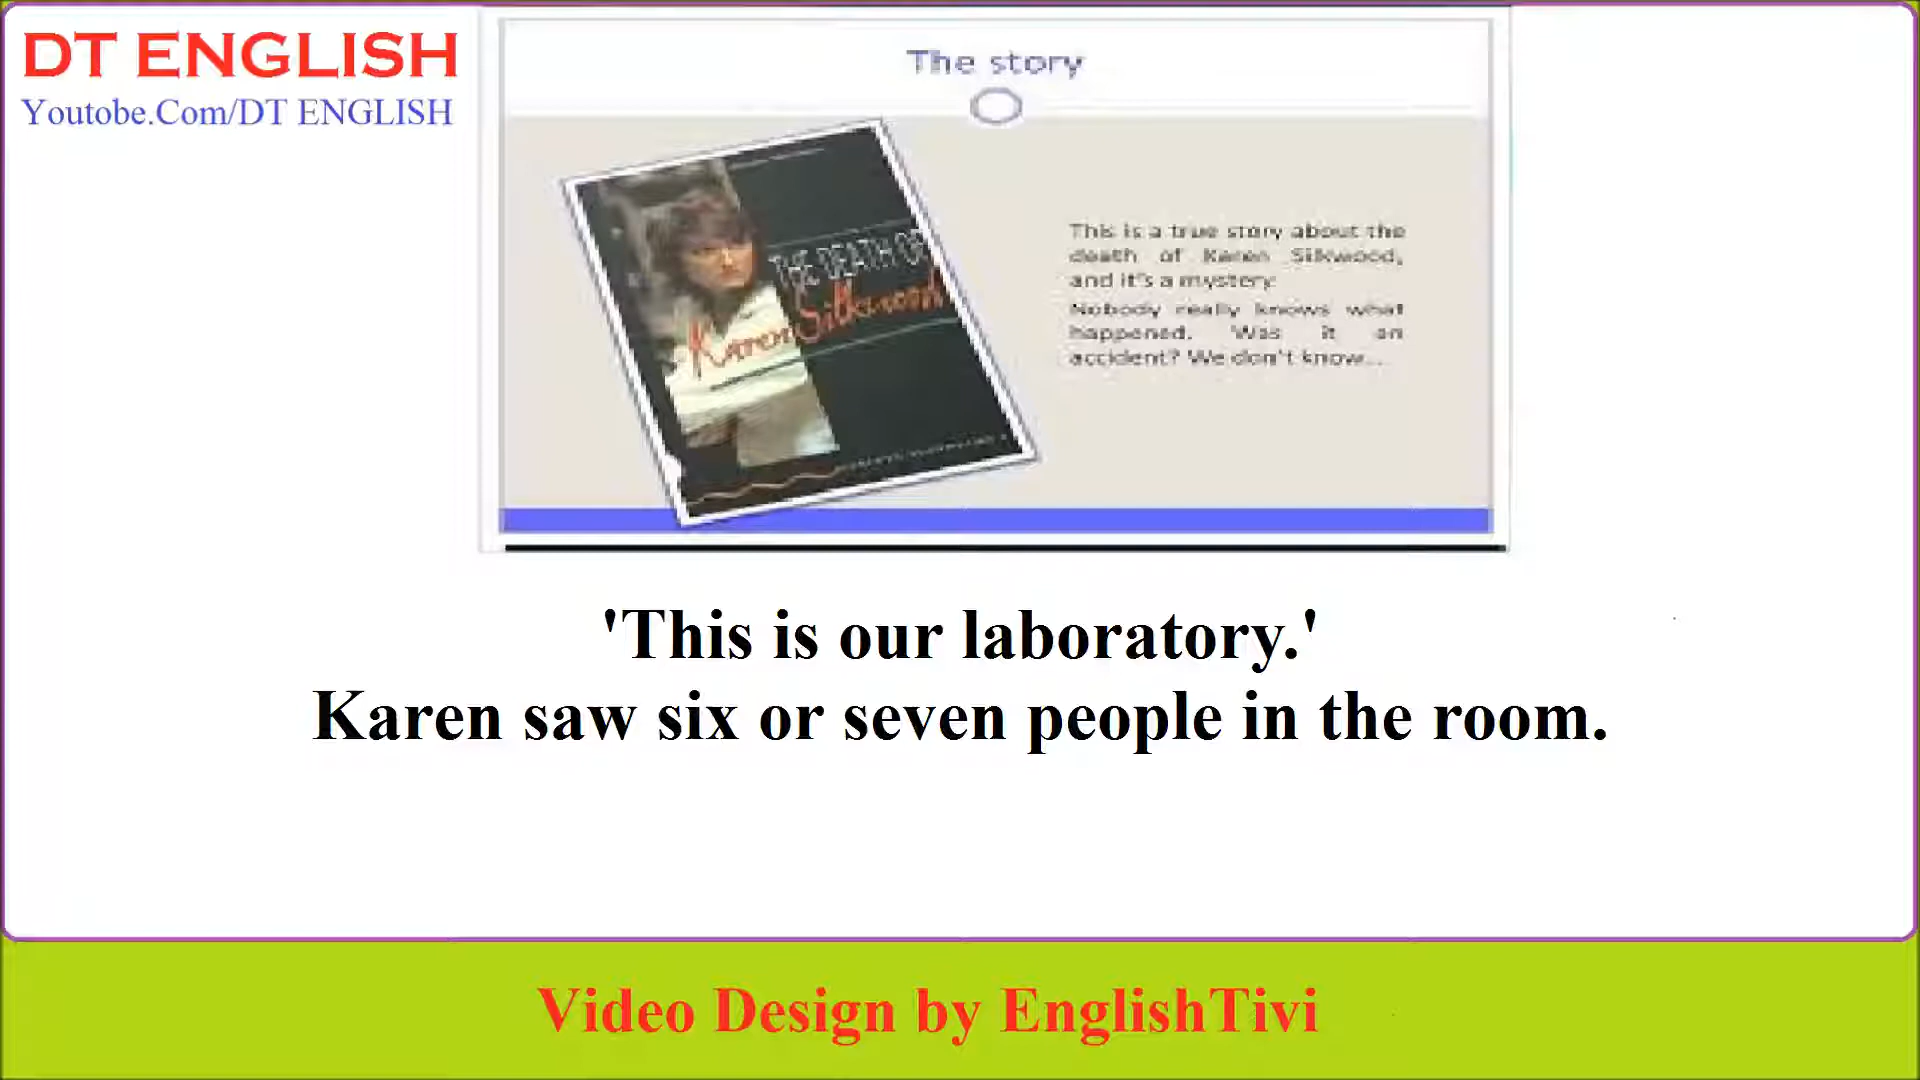 DT ENGLISH
Youtobe.Com/DT ENGLISH
The story
THE DEATH OF
Karen Silkwood
This is a true story about the
death of Karen Silkwood,
and it's a mystery
Nobody really knows what
happened. Was it an
accident? We don't know...
'This is our laboratory.'
Karen saw six or seven people in the room.
Video Design by EnglishTivi